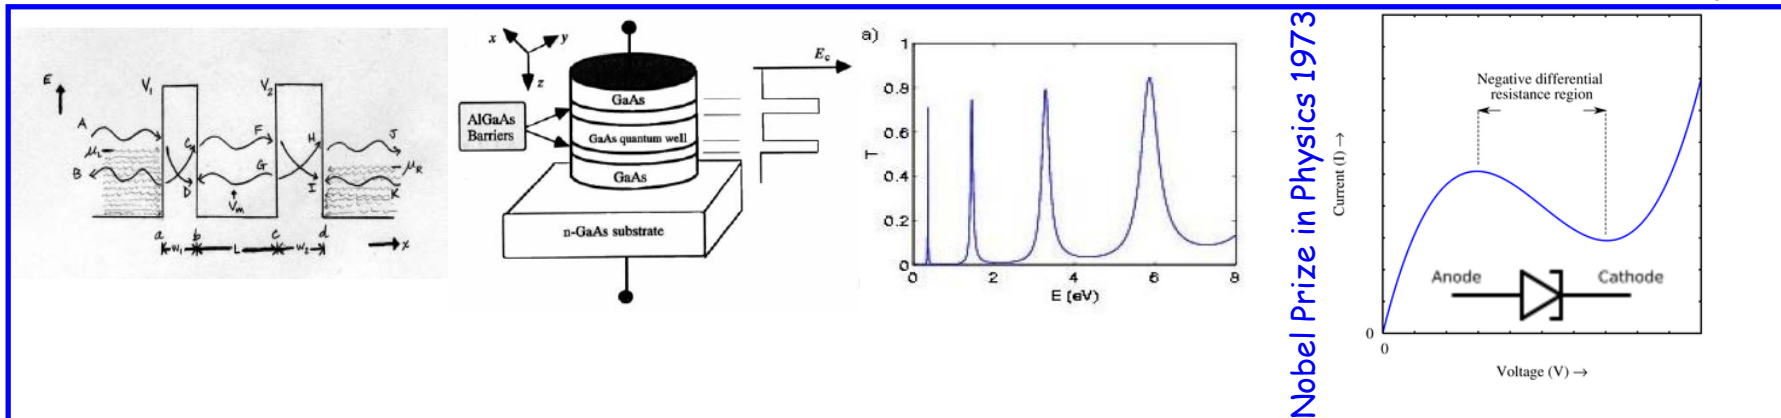 E
V₁
V₂
A
C
F
H
J
μL
B
D
G
I
μR
K
Vm
a
b
c
d
x
w₁
L
w₂
x
y
z
AlGaAs
Barriers
GaAs
GaAs quantum well
GaAs
n-GaAs substrate
Ec
a)
1
0.8
0.6
0.4
0.2
0
T
0
2
4
6
8
E (eV)
Nobel Prize in Physics 1973
Negative differential
resistance region
Current (I) →
Anode
Cathode
0
0
Voltage (V) →